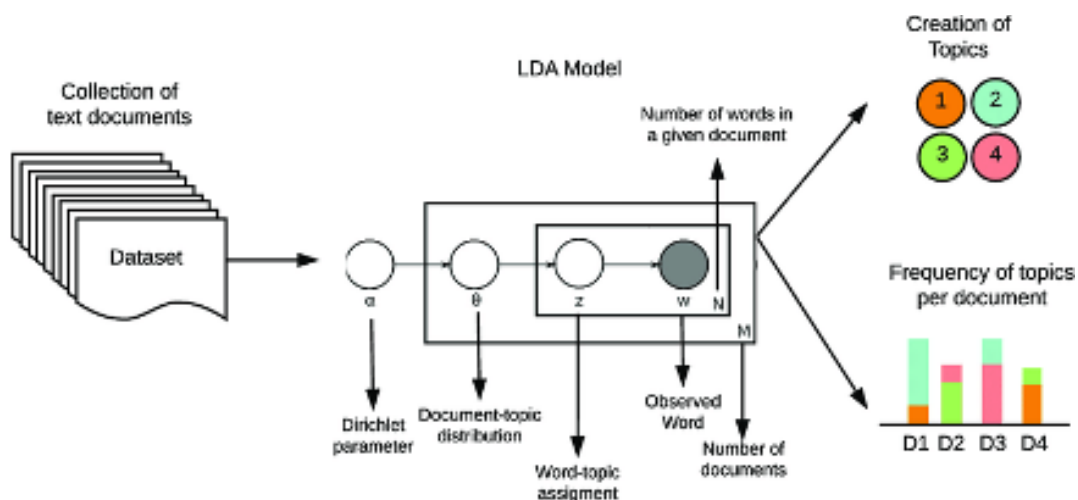 Collection of
text documents
Dataset
LDA Model
Number of words in
a given document
α
θ
z
w
N
M
Dirichlet
parameter
Document-topic
distribution
Word-topic
assigment
Observed
Word
Number of
documents
Creation of
Topics
1
2
3
4
Frequency of topics
per document
D1 D2 D3 D4